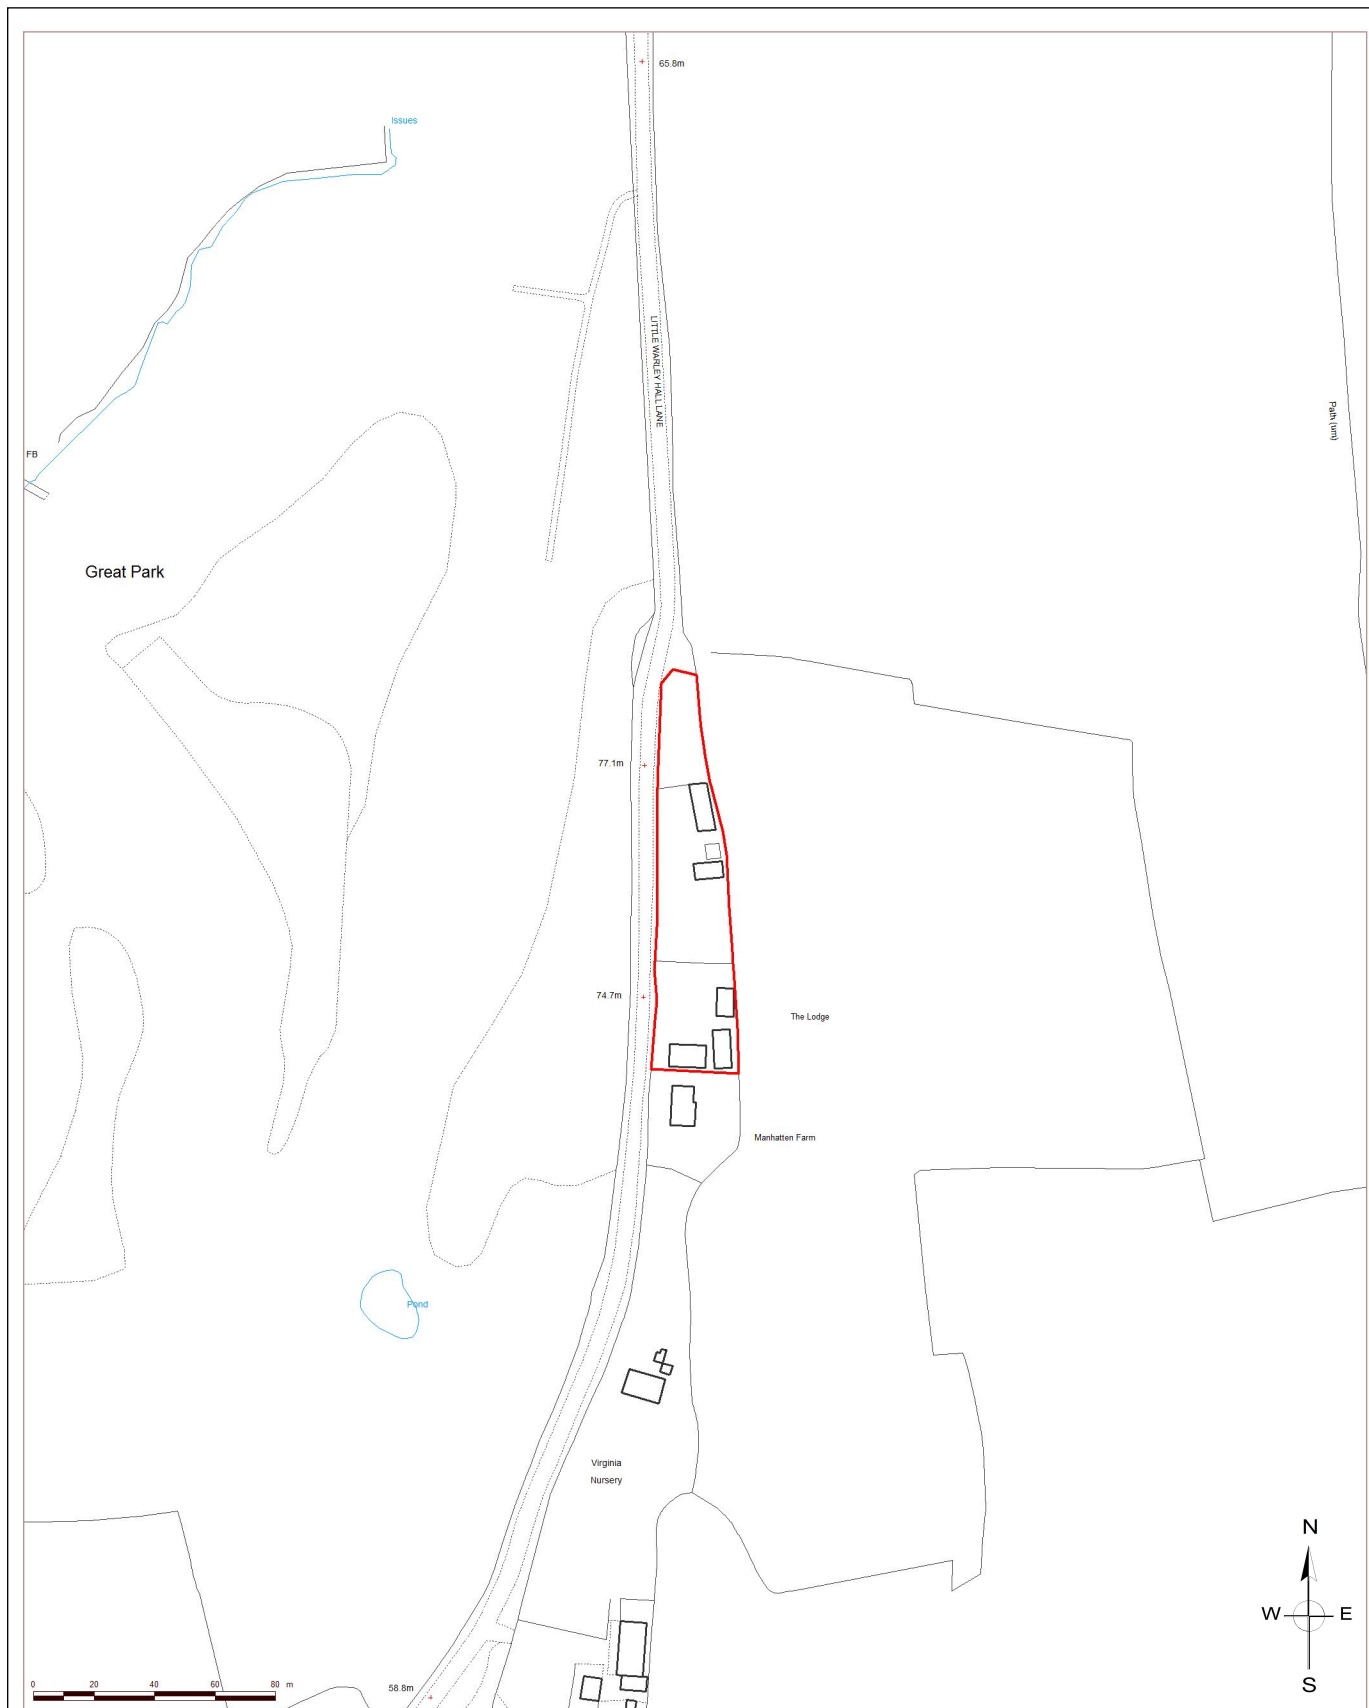 65.8m
Issues
LITTLE WARLEY HALL LANE
Path (um)
FB
Great Park
77.1m
74.7m
The Lodge
Manhatten Farm
Pond
Virginia
Nursery
N
W E
S
0 20 40 60 80 m
58.8m